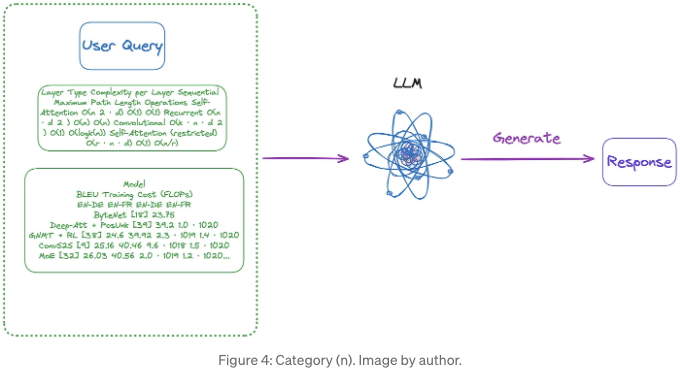 User Query
Layer Type Complexity per Layer Sequential
Maximum Path Length Operations Self-
Attention O(n 2 · d) O(1) O(1) Recurrent O(n
· d 2 ) O(n) O(n) Convolutional O(k · n · d 2
) O(1) O(logk(n)) Self-Attention (restricted)
O(r · n · d) O(1) O(n/r)
Model
BLEU Training Cost (FLOPs)
EN-DE EN-FR EN-DE EN-FR
ByteNet [18] 23.75
Deep-Att + PosUnk [39] 39.2 1.0 · 1020
GNMT + RL [38] 24.6 39.92 2.3 · 1019 1.4 · 1020
ConvS2S [9] 25.16 40.46 9.6 · 1018 1.5 · 1020
MoE [32] 26.03 40.56 2.0 · 1019 1.2 · 1020...
LLM
Generate
Response
Figure 4: Category (n). Image by author.